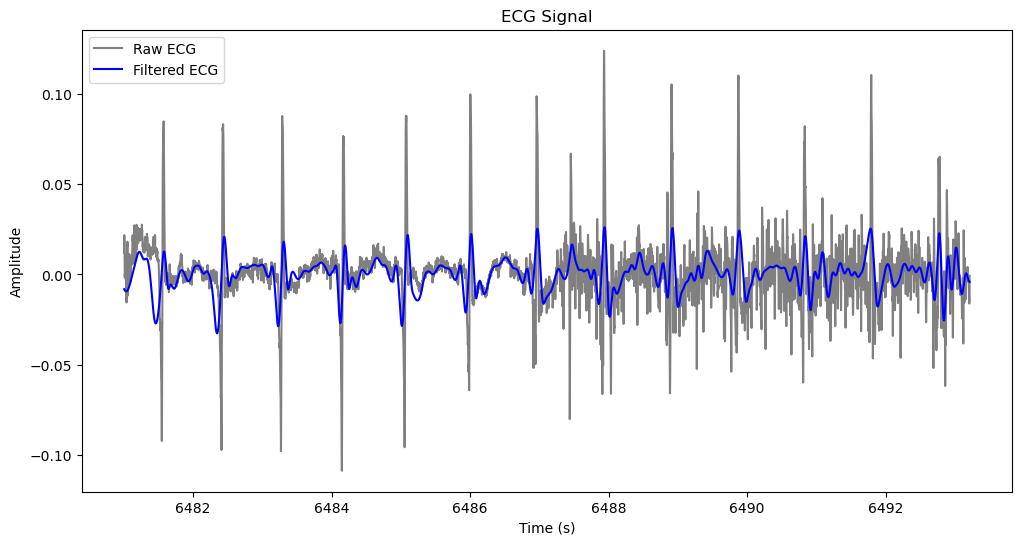 ECG Signal
Raw ECG
Filtered ECG
Amplitude
0.10
0.05
0.00
−0.05
−0.10
6482 6484 6486 6488 6490 6492
Time (s)